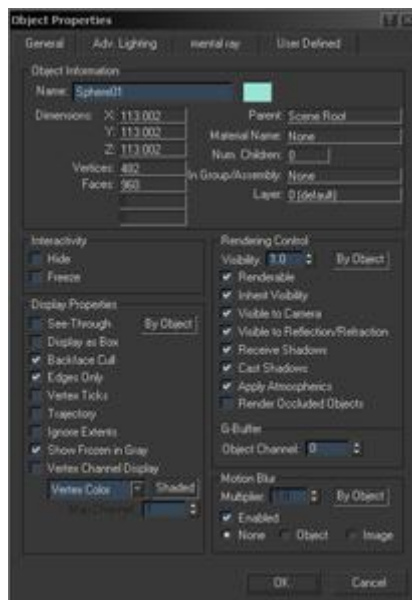 Object Properties
General Adv. Lighting mental ray User Defined
Object Information
Name: Sphere01
Dimensions: X: 113.002
Y: 113.002
Z: 113.002
Vertices: 482
Faces: 960
Parent: Scene Root
Material Name: None
Num. Children: 0
In Group/Assembly: None
Layer: 0 (default)
Interactivity
Hide
Freeze
Display Properties
See-Through By Object
Display as Box
Backface Cull
Edges Only
Vertex Ticks
Trajectory
Ignore Extents
Show Frozen in Gray
Vertex Channel Display
Vertex Color Shaded
Map Channel:
Rendering Control
Visibility: 1.0 By Object
Renderable
Inherit Visibility
Visible to Camera
Visible to Reflection/Refraction
Receive Shadows
Cast Shadows
Apply Atmospherics
Render Occluded Objects
G-Buffer
Object Channel: 0
Motion Blur
Multiplier: By Object
Enabled
None Object Image
OK Cancel